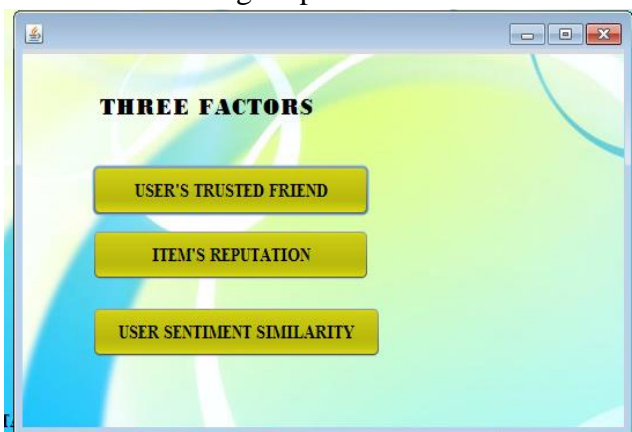 THREE FACTORS
USER'S TRUSTED FRIEND
ITEM'S REPUTATION
USER SENTIMENT SIMILARITY